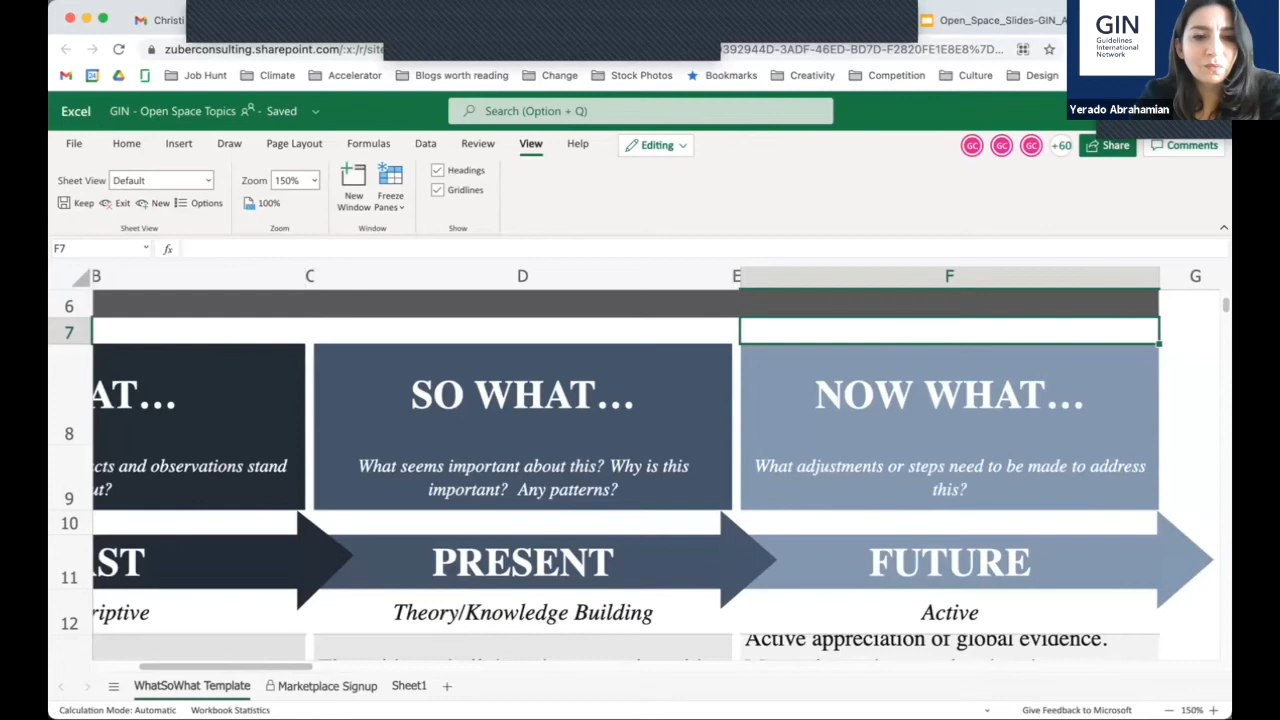 Christi
Open_Space_Slides-GIN_A
zuberconsulting.sharepoint.com/:x:/r/site
392944D-3ADF-46ED-BD7D-F2820FE1E8E8%7D...
Job Hunt
Climate
Accelerator
Blogs worth reading
Change
Stock Photos
Bookmarks
Creativity
Competition
Culture
Design
GIN
Guidelines
International
Network
Yerado Abrahamian
Excel
GIN - Open Space Topics - Saved
Search (Option + Q)
File
Home
Insert
Draw
Page Layout
Formulas
Data
Review
View
Help
Editing
GC
GC
GC
+60
Share
Comments
Sheet View
Default
Keep
Exit
New
Options
Sheet View
Zoom
150%
100%
Zoom
New
Window
Freeze
Panes
Window
Headings
Gridlines
Show
F7
fx
B C D E F G
6
7
8
9
10
11
12
AT...
cts and observations stand
ut?
SO WHAT...
What seems important about this? Why is this
important? Any patterns?
NOW WHAT...
What adjustments or steps need to be made to address
this?
AST
PRESENT
FUTURE
riptive
Theory/Knowledge Building
Active
Active appreciation of global evidence.
WhatSoWhat Template
Marketplace Signup
Sheet1
Calculation Mode: Automatic
Workbook Statistics
Give Feedback to Microsoft
150%